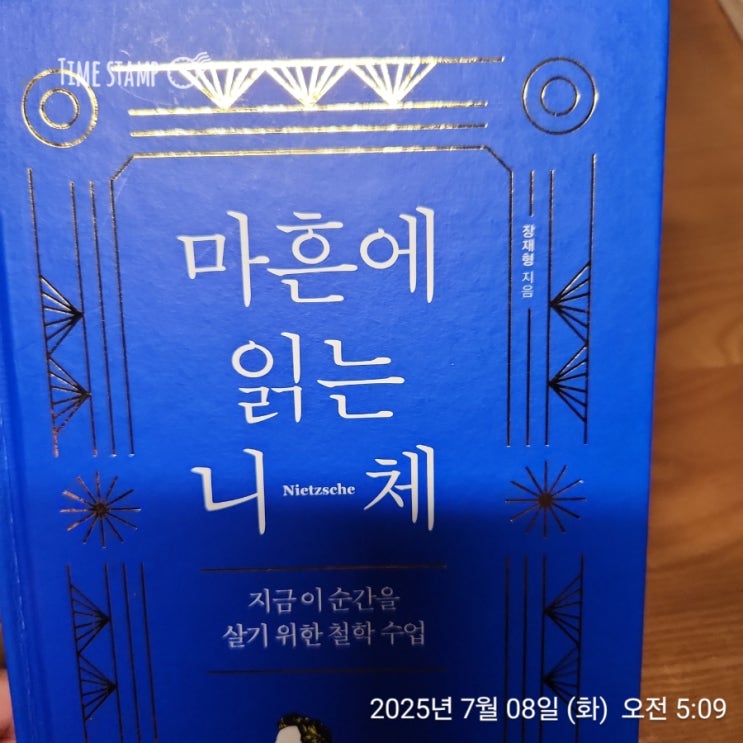 TIME STAMP
마흔에
읽는
니 Nietzsche 체
장재형 지음
지금 이 순간을
살기 위한 철학 수업
2025년 7월 08일 (화) 오전 5:09